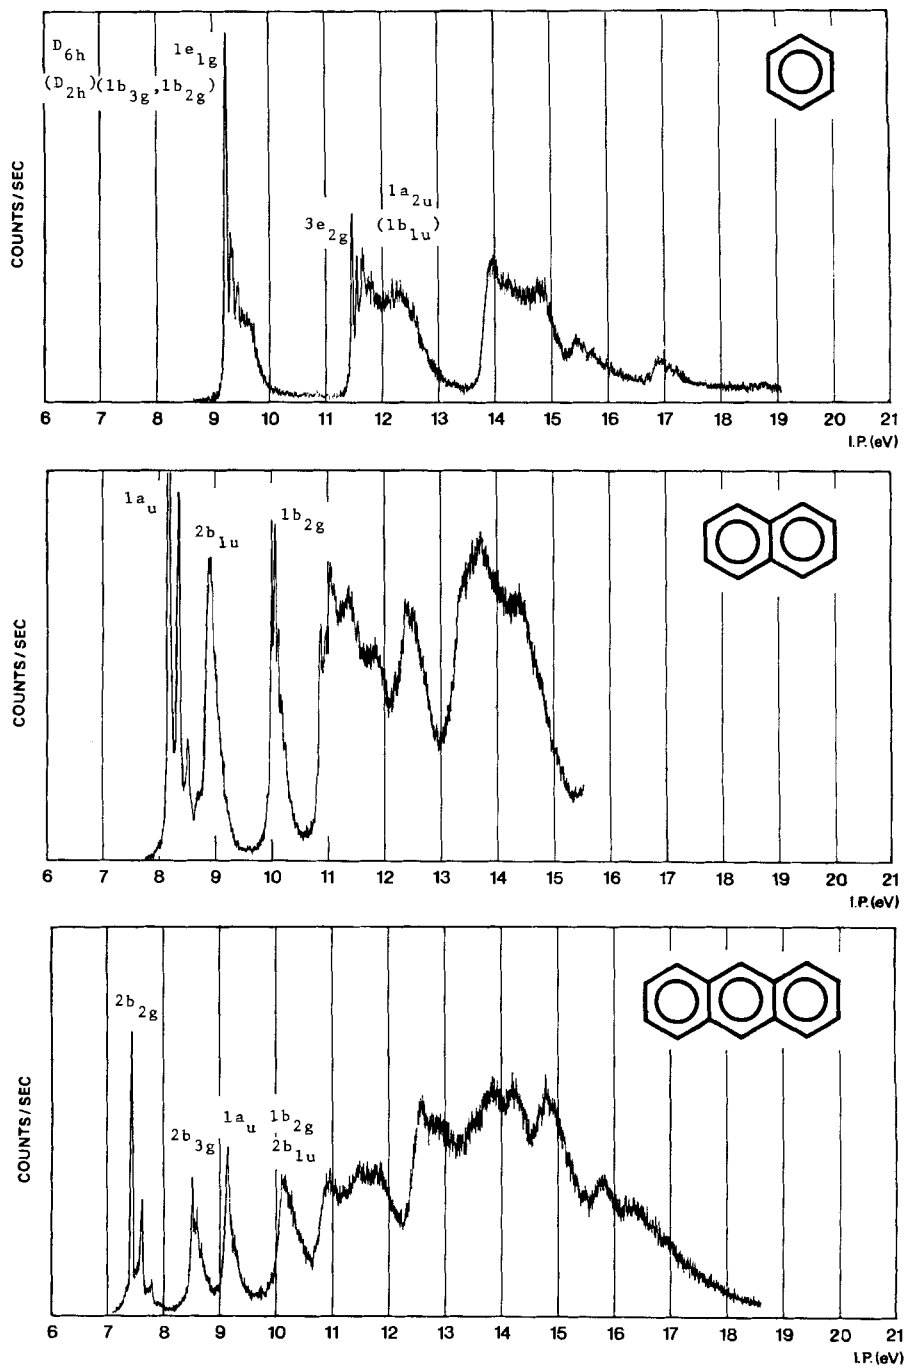 D6h 1e1g
(D2h)(1b3g,1b2g)
1a2u
3e2g (1b1u)
COUNTS/SEC
6 7 8 9 10 11 12 13 14 15 16 17 18 19 20 21
I.P.(eV)
1au 2b1u 1b2g
COUNTS/SEC
6 7 8 9 10 11 12 13 14 15 16 17 18 19 20 21
I.P.(eV)
2b2g
2b3g 1au 1b2g
2b1u
COUNTS/SEC
6 7 8 9 10 11 12 13 14 15 16 17 18 19 20 21
I.P.(eV)